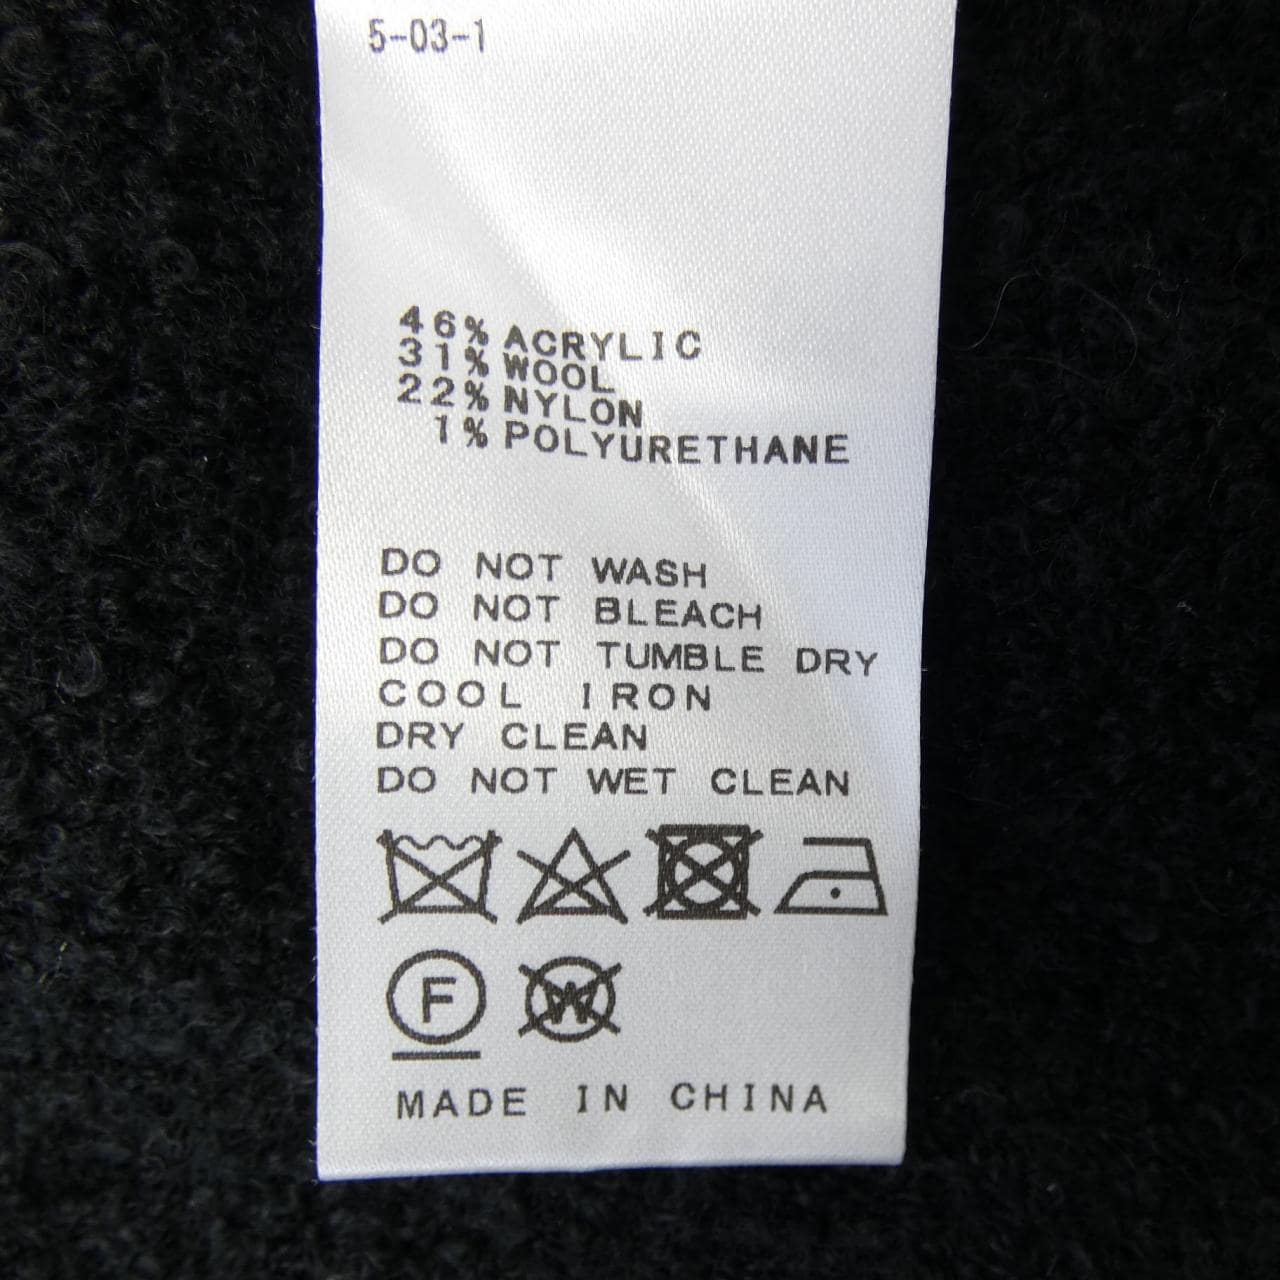 5-03-1
46% ACRYLIC
31% WOOL
22% NYLON
1% POLYURETHANE
DO NOT WASH
DO NOT BLEACH
DO NOT TUMBLE DRY
COOL IRON
DRY CLEAN
DO NOT WET CLEAN
F W
MADE IN CHINA